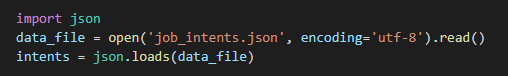 import json
data_file = open('job_intents.json', encoding='utf-8').read()
intents = json.loads(data_file)